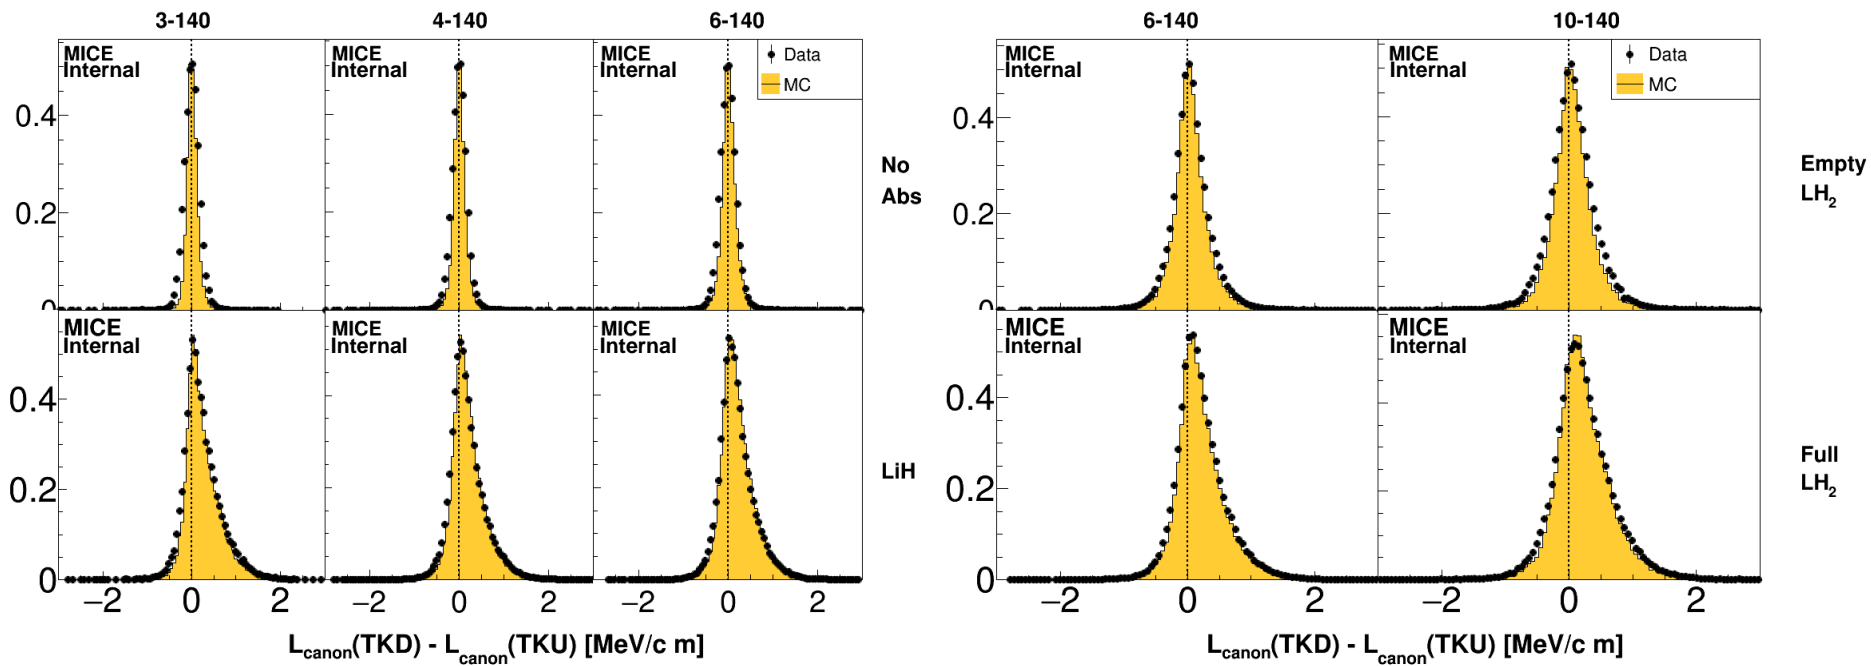 3-140 4-140 6-140 6-140 10-140
MICE Internal
MICE Internal
MICE Internal
Data
MC
MICE Internal
MICE Internal
Data
MC
0.4
0.2
0
No
Abs
0.4
0.2
0
Empty
LH2
MICE Internal
MICE Internal
MICE Internal
MICE Internal
MICE Internal
0.4
0.2
0
LiH
0.4
0.2
0
Full
LH2
−2 0 2 −2 0 2 −2 0 2
−2 0 2 −2 0 2
Lcanon(TKD) - Lcanon(TKU) [MeV/c m]
Lcanon(TKD) - Lcanon(TKU) [MeV/c m]